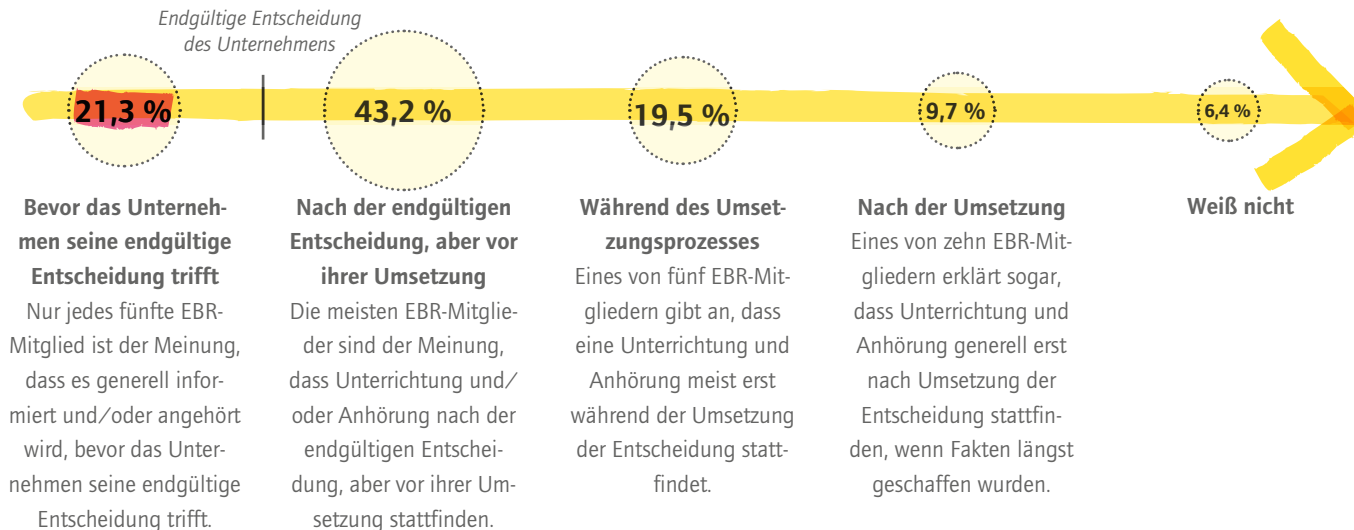 Endgültige Entscheidung
des Unternehmens
21,3 %
43,2 %
19,5 %
9,7 %
6,4 %
Bevor das Unterneh-
men seine endgültige
Entscheidung trifft
Nur jedes fünfte EBR-
Mitglied ist der Meinung,
dass es generell infor-
miert und/oder angehört
wird, bevor das Unter-
nehmen seine endgültige
Entscheidung trifft.
Nach der endgültigen
Entscheidung, aber vor
ihrer Umsetzung
Die meisten EBR-Mitglie-
der sind der Meinung,
dass Unterrichtung und/
oder Anhörung nach der
endgültigen Entschei-
dung, aber vor ihrer Um-
setzung stattfinden.
Während des Umset-
zungsprozesses
Eines von fünf EBR-Mit-
gliedern gibt an, dass
eine Unterrichtung und
Anhörung meist erst
während der Umsetzung
der Entscheidung statt-
findet.
Nach der Umsetzung
Eines von zehn EBR-Mit-
gliedern erklärt sogar,
dass Unterrichtung und
Anhörung generell erst
nach Umsetzung der
Entscheidung stattfin-
den, wenn Fakten längst
geschaffen wurden.
Weiß nicht